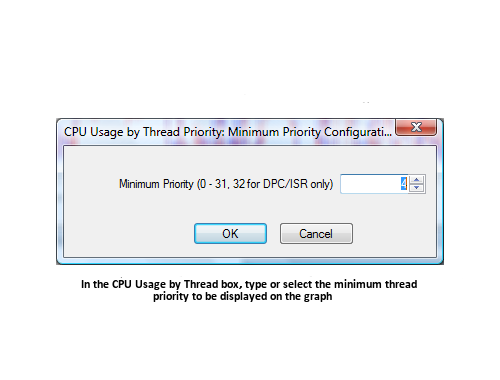 CPU Usage by Thread Priority: Minimum Priority Configurati...
Minimum Priority (0 - 31, 32 for DPC/ISR only)
4
OK
Cancel
In the CPU Usage by Thread box, type or select the minimum thread
priority to be displayed on the graph